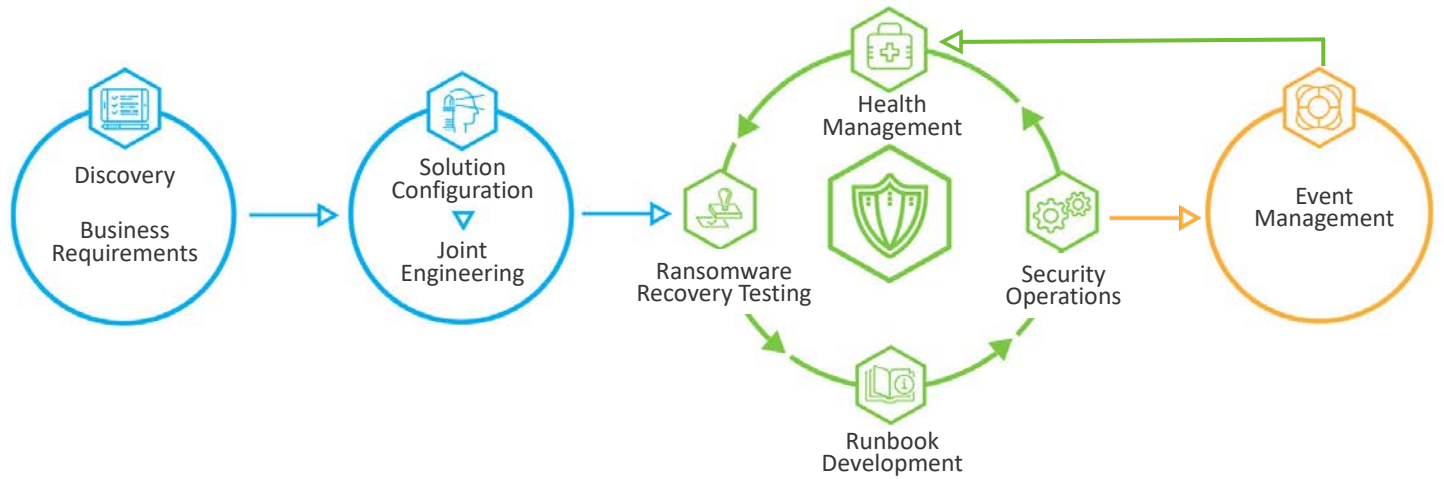 Discovery
Business
Requirements
Solution
Configuration
Joint
Engineering
Health
Management
Ransomware
Recovery Testing
Security
Operations
Runbook
Development
Event
Management